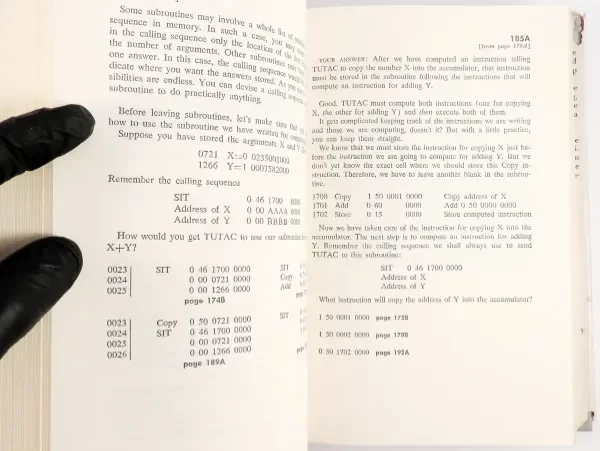 Some subroutines may involve a whole list of
sequence in memory. In such a case, you may
in the calling sequence only the location of the
the number of arguments. Other subroutines may
one answer. In this case, the calling sequence
dicate where you want the answers stored. As you
sibilities are endless. You can devise a calling
subroutine to do practically anything.
Before leaving subroutines, let's make sure that
how to use the subroutine we have written for
Suppose you have stored the arguments X and Y
0721 X=0 0235001000
1266 Y=1 0007582000
Remember the calling sequence
SIT 0 46 1700 0000
Address of X 0 00 AAAA 0000
Address of Y 0 00 BBBB 0000
How would you get TUTAC to use our subroutine
X+Y?
0023 SIT 0 46 1700 0000 SIT
0024 0 00 0721 0000 Copy
0025 0 00 1266 0000 Add
page 174B
0023 Copy 0 50 0721 0000 SIT
0024 SIT 0 46 1700 0000
0025 0 00 0721 0000
0026 0 00 1266 0000
page 189A
185A
[from page 176A]
YOUR ANSWER: After we have computed an instruction telling
TUTAC to copy the number X into the accumulator, that instruction
must be stored in the subroutine following the instructions that will
compute an instruction for adding Y.
Good. TUTAC must compute both instructions (one for copying
X, the other for adding Y) and then execute both of them.
It gets complicated keeping track of the instructions we are writing
and those we are computing, doesn't it? But with a little practice,
you can keep them straight.
We know that we must store the instruction for copying X just be-
fore the instruction we are going to compute for adding Y. But we
don't yet know the exact cell where we should store this Copy in-
struction. Therefore, we have to leave another blank in the subrou-
tine.
1700 Copy 1 50 0001 0000 Copy address of X
1701 Add 0 60 0000 Add 0 50 0000 0000
1702 Store 0 15 0000 Store computed instruction
Now we have taken care of the instruction for copying X into the
accumulator. The next step is to compute an instruction for adding
Y. Remember the calling sequence we shall always use to send
TUTAC to this subroutine:
SIT 0 46 1700 0000
Address of X
Address of Y
What instruction will copy the address of Y into the accumulator?
1 50 0001 0000 page 175B
1 50 0002 0000 page 178B
0 50 1702 0000 page 192A